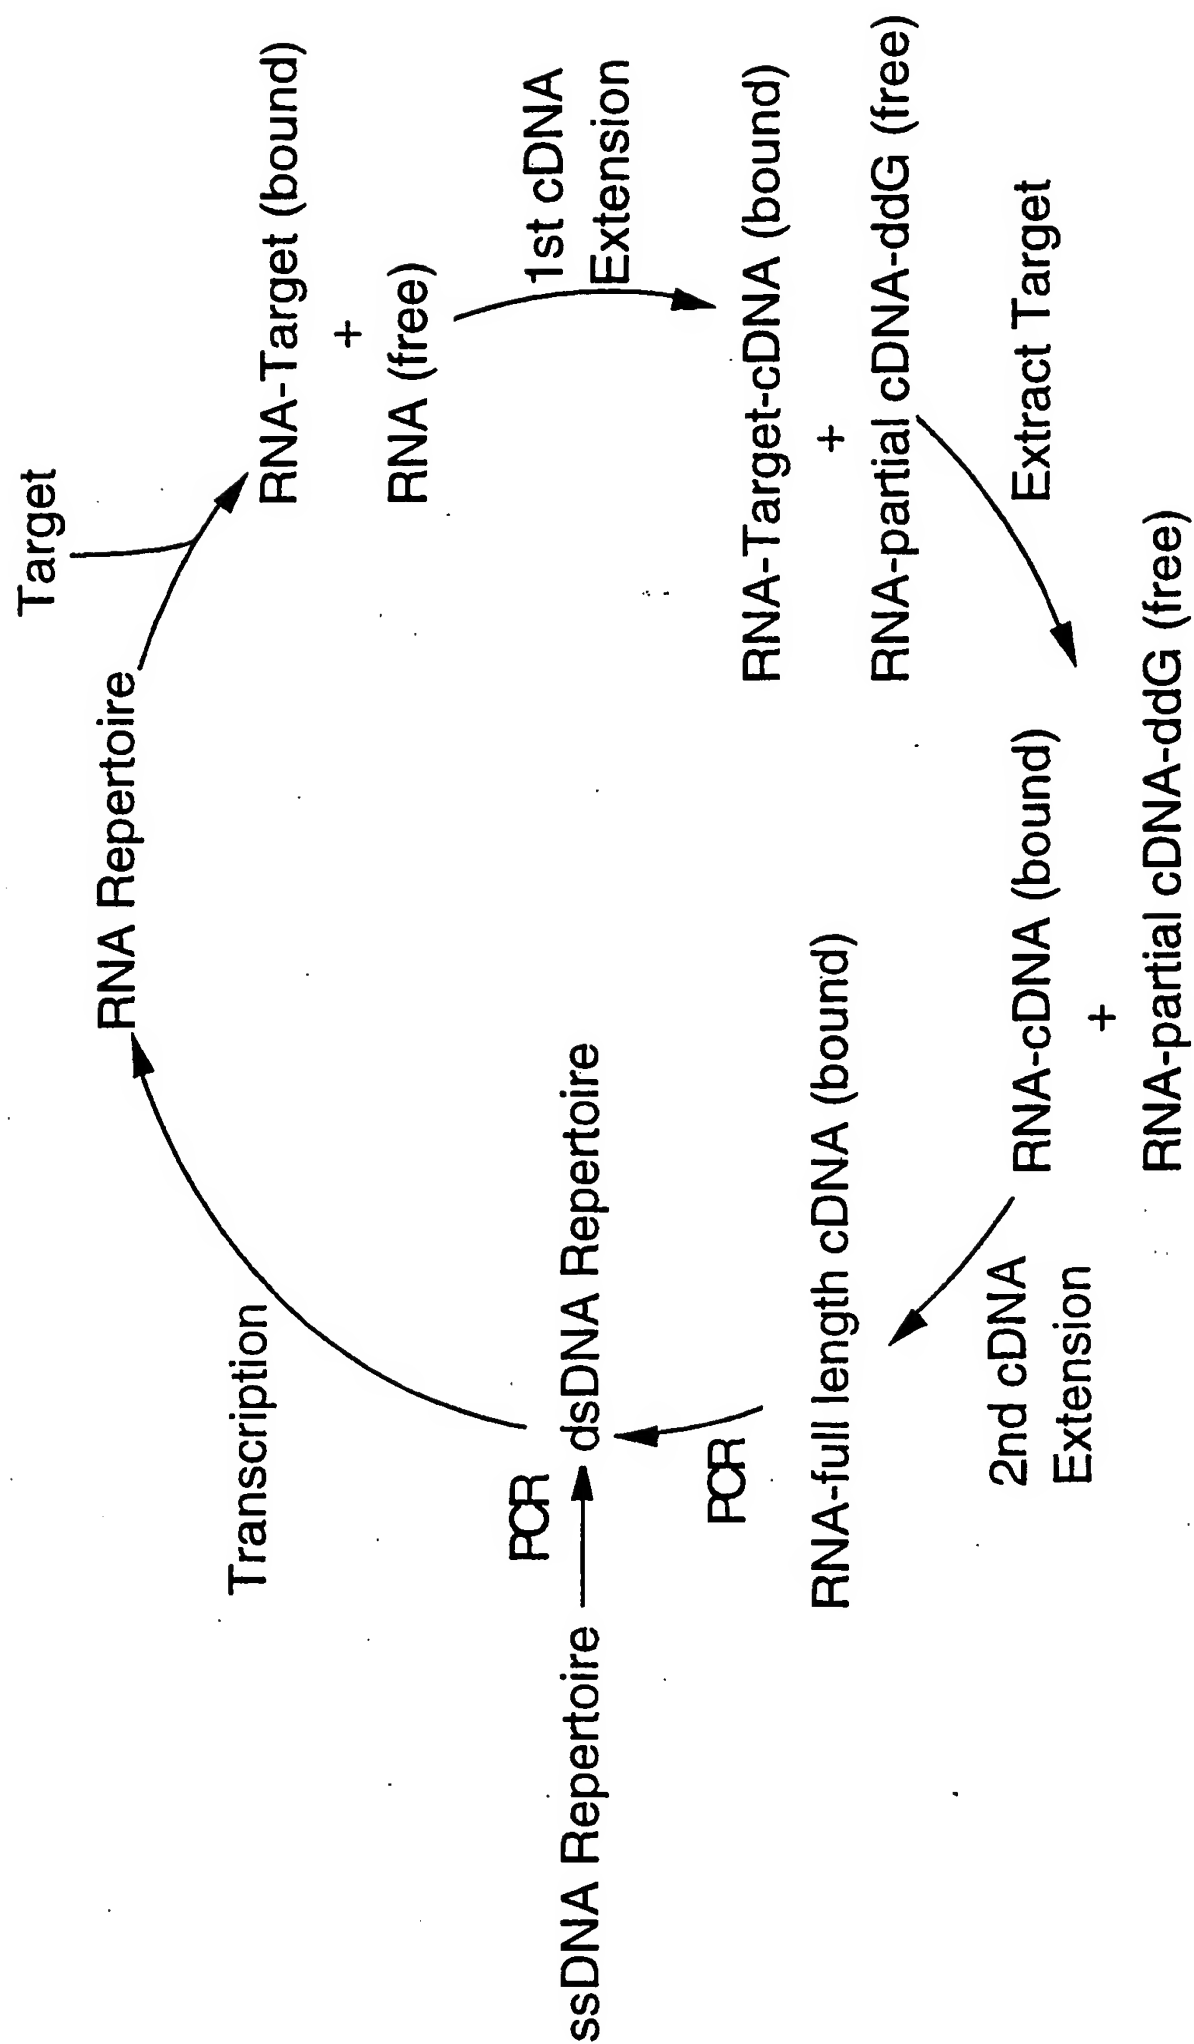 ssDNA Repertoire
PCR
dsDNA Repertoire
Transcription
RNA Repertoire
Target
RNA-Target (bound)
+
RNA (free)
1st cDNA
Extension
RNA-Target-cDNA (bound)
+
RNA-partial cDNA-ddG (free)
Extract Target
RNA-cDNA (bound)
+
RNA-partial cDNA-ddG (free)
2nd cDNA
Extension
RNA-full length cDNA (bound)
PCR